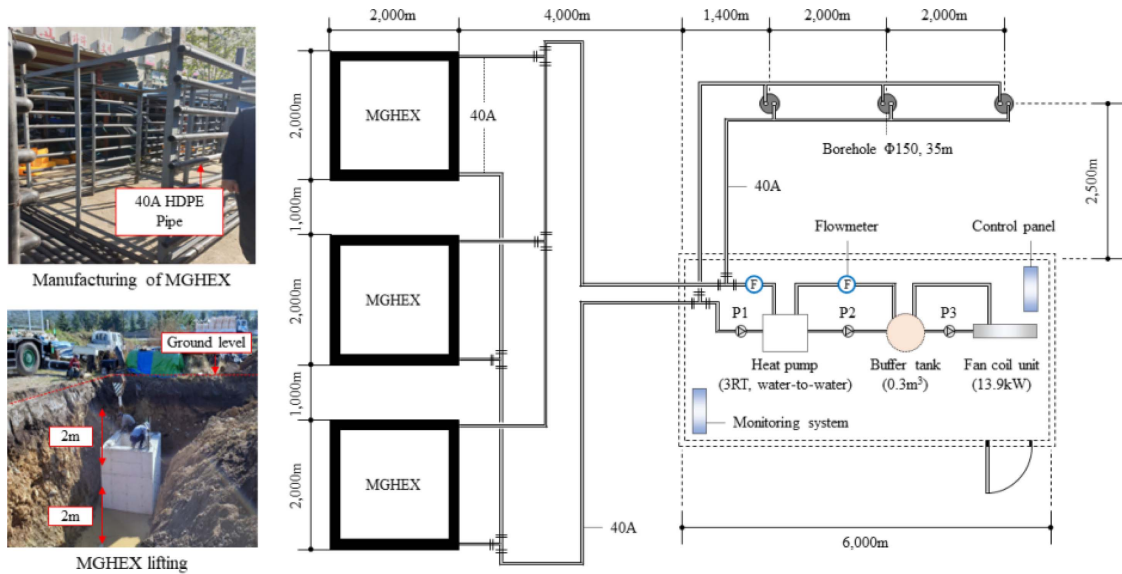 2,000m
4,000m
1,400m
2,000m
2,000m
40A HDPE
Pipe
Manufacturing of MGHEX
Ground level
2m
2m
MGHEX lifting
2,000m
1,000m
2,000m
1,000m
2,000m
MGHEX
MGHEX
MGHEX
40A
40A
Borehole Φ150, 35m
40A
2,500m
Flowmeter
Control panel
F
F
P1
P2
P3
Heat pump
(3RT, water-to-water)
Buffer tank
(0.3m³)
Fan coil unit
(13.9kW)
Monitoring system
6,000m